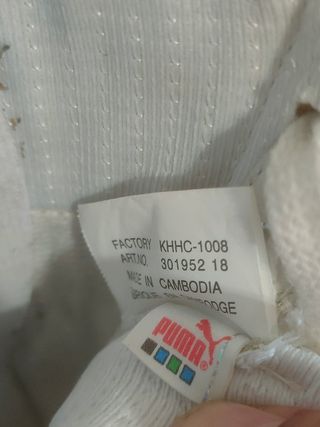 FACTORY KHHC-1008
ART.NO. 301952 18
MADE IN CAMBODIA
PUMA